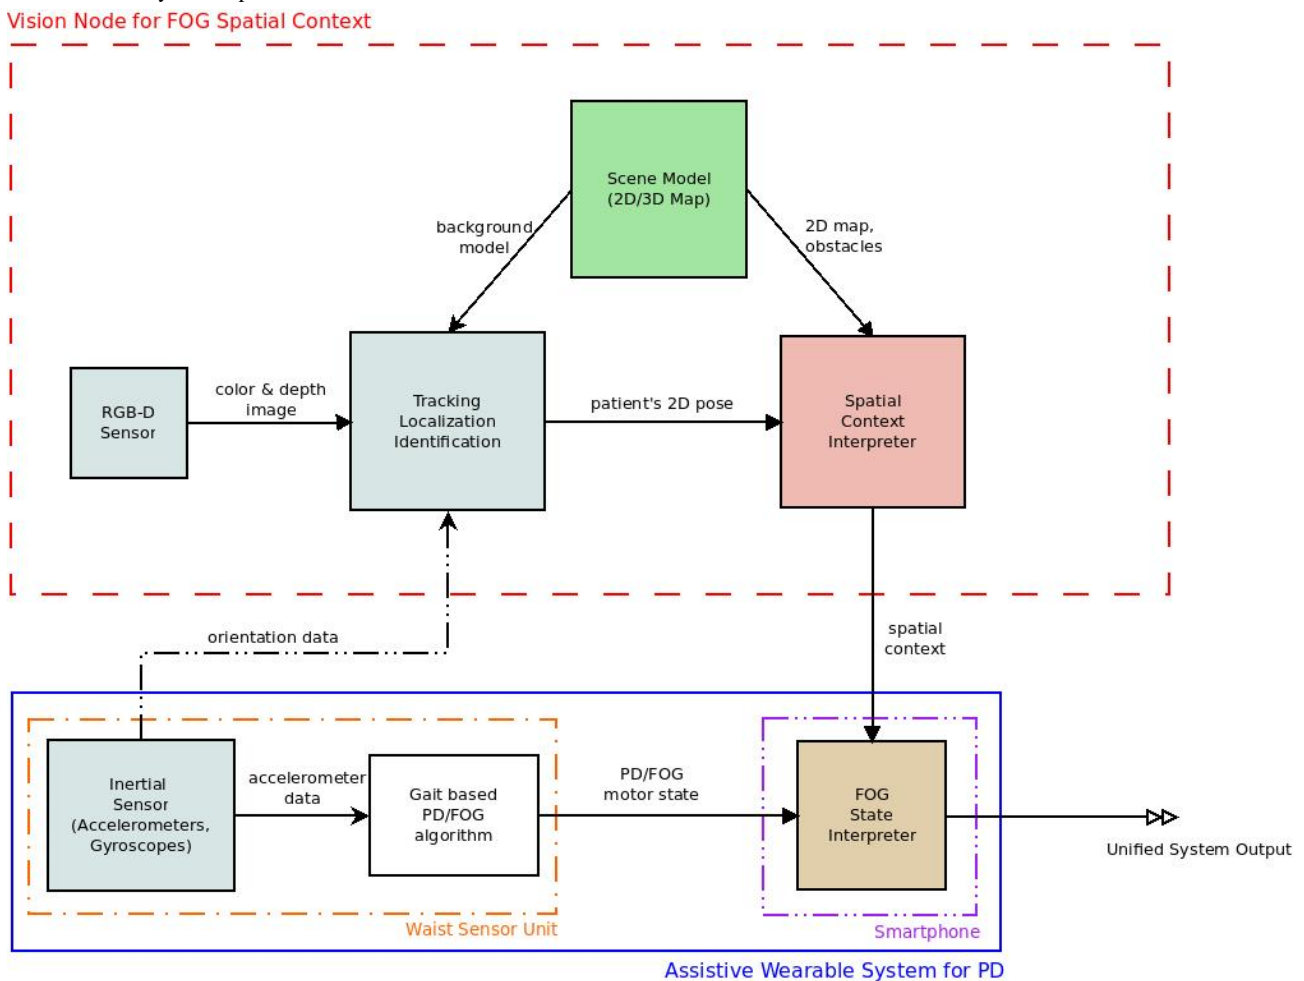 Vision Node for FOG Spatial Context
Scene Model
(2D/3D Map)
background
model
2D map,
obstacles
RGB-D
Sensor
color & depth
image
Tracking
Localization
Identification
patient's 2D pose
Spatial
Context
Interpreter
orientation data
spatial
context
Inertial
Sensor
(Accelerometers,
Gyroscopes)
accelerometer
data
Gait based
PD/FOG
algorithm
PD/FOG
motor state
FOG
State
Interpreter
Unified System Output
Waist Sensor Unit
Smartphone
Assistive Wearable System for PD